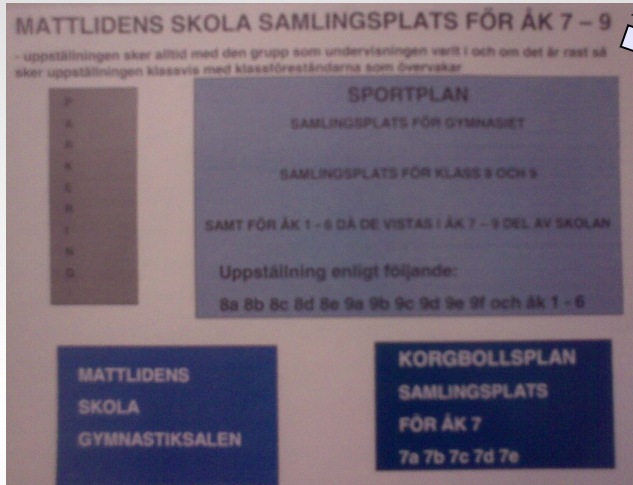 MATTLIDENS SKOLA SAMLINGSPLATS FÖR ÅK 7 – 9
- uppställningen sker alltid med den grupp som undervisningen varit i och om det är rast så
sker uppställningen klassvis med klassföreståndarna som övervakar
PARKERING
SPORTPLAN
SAMLINGSPLATS FÖR GYMNASIET
SAMLINGSPLATS FÖR KLASS 8 OCH 9
SAMT FÖR ÅK 1 - 6 DÅ DE VISTAS I ÅK 7 – 9 DEL AV SKOLAN
Uppställning enligt följande:
8a 8b 8c 8d 8e 9a 9b 9c 9d 9e 9f och åk 1 - 6
MATTLIDENS
SKOLA
GYMNASTIKSALEN
KORGBOLLSPLAN
SAMLINGSPLATS
FÖR ÅK 7
7a 7b 7c 7d 7e